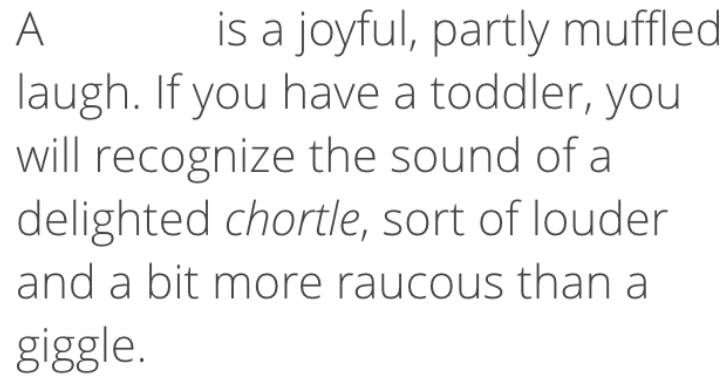 A is a joyful, partly muffled
laugh. If you have a toddler, you
will recognize the sound of a
delighted chortle, sort of louder
and a bit more raucous than a
giggle.